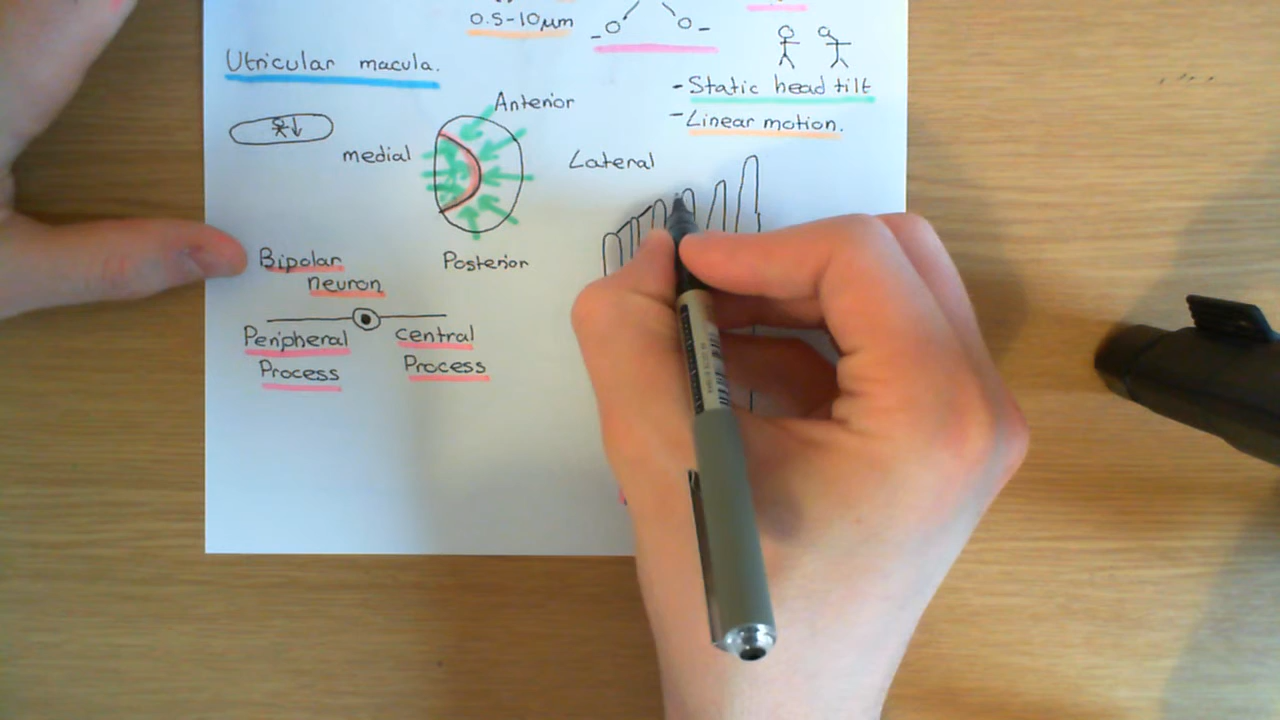 0.5-10μm
Utricular macula.
- Static head tilt
- Linear motion.
Anterior
medial
Lateral
Posterior
Bipolar
neuron
Peripheral
Process
central
Process